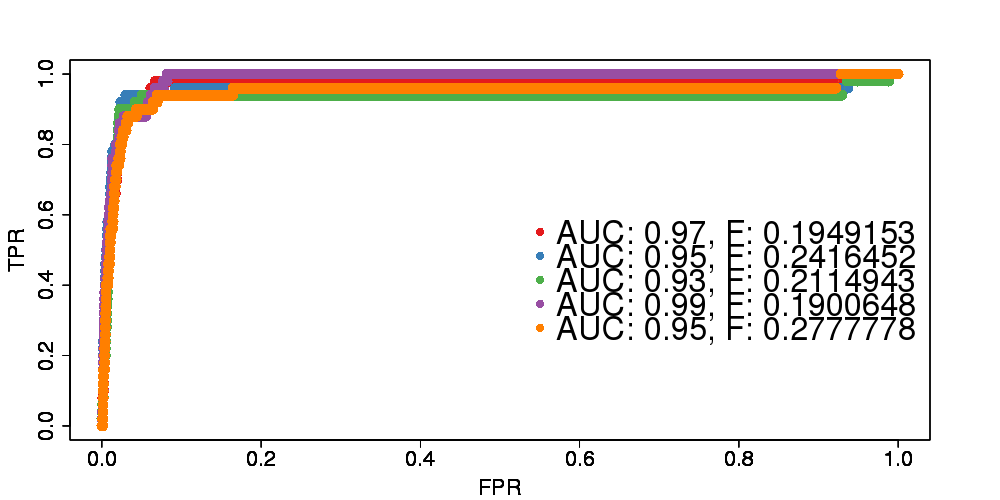 TPR
1.0
0.8
0.6
0.4
0.2
0.0
AUC: 0.97, F: 0.1949153
AUC: 0.95, F: 0.2416452
AUC: 0.93, F: 0.2114943
AUC: 0.99, F: 0.1900648
AUC: 0.95, F: 0.2777778
0.0 0.2 0.4 0.6 0.8 1.0
FPR